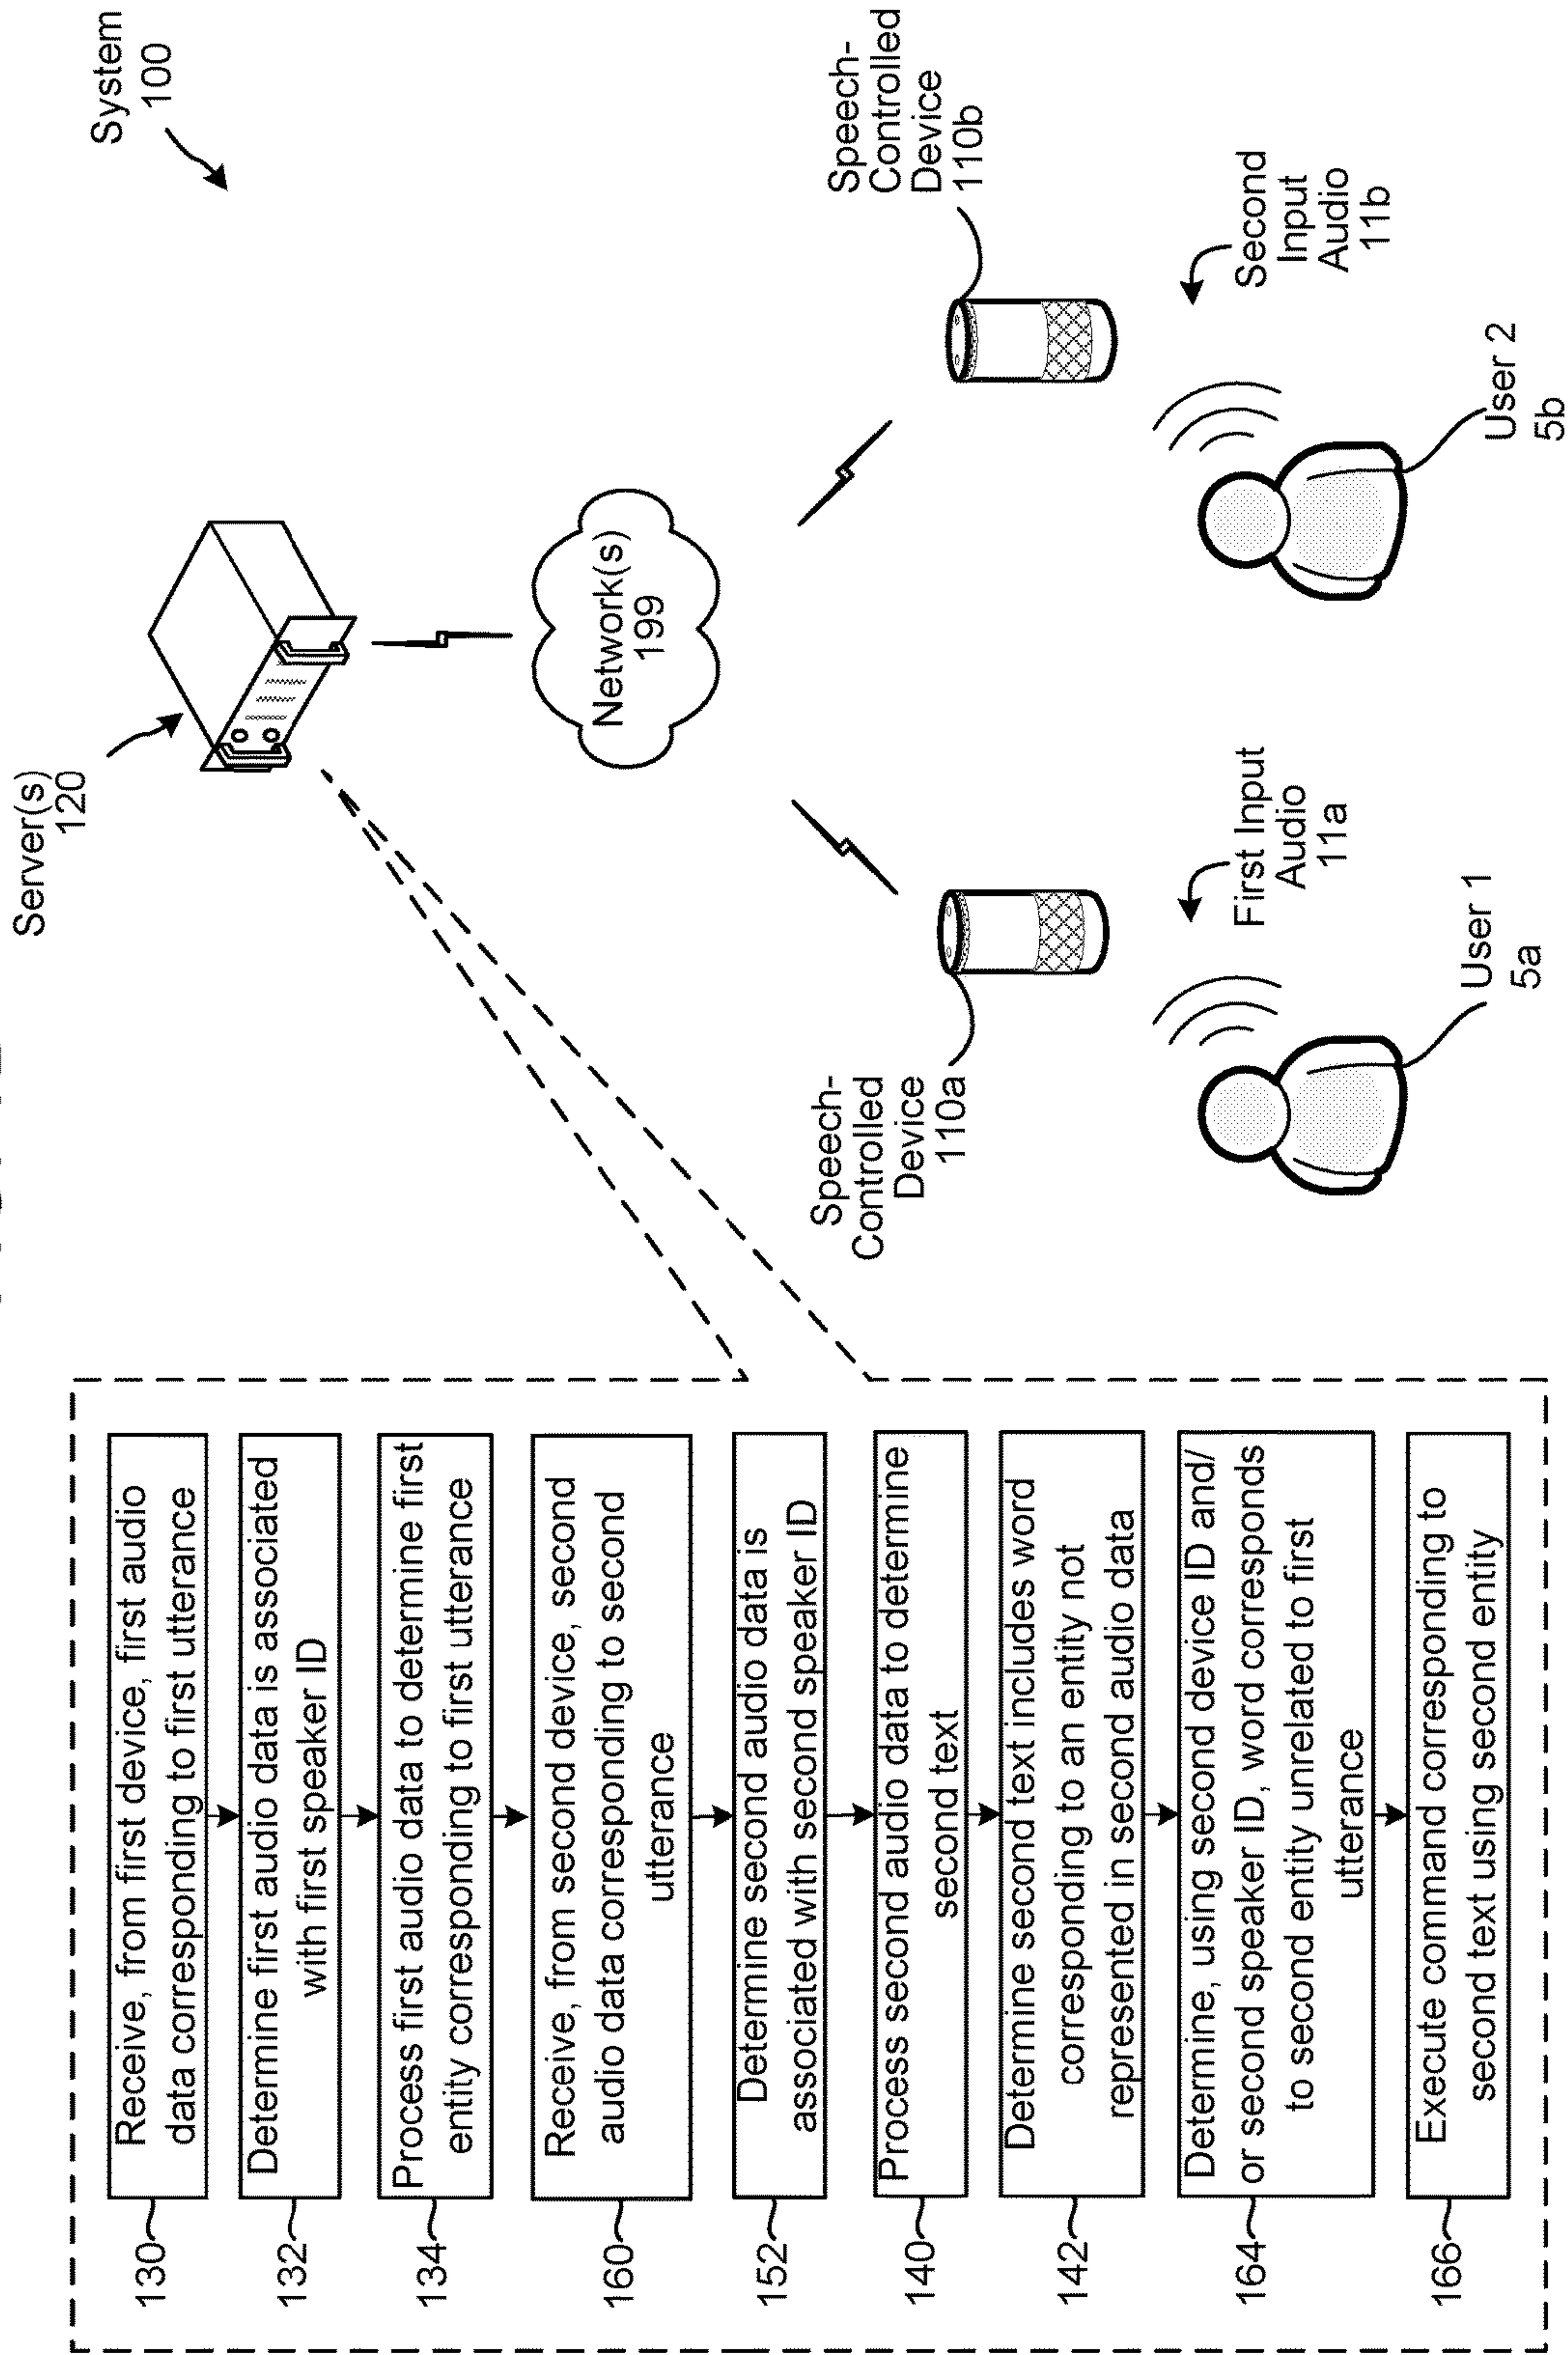 System
100
Server(s)
120
Network(s)
199
Speech-
Controlled
Device
110a
Speech-
Controlled
Device
110b
First Input
Audio
11a
Second
Input
Audio
11b
User 1
5a
User 2
5b
130
Receive, from first device, first audio
data corresponding to first utterance
132
Determine first audio data is associated
with first speaker ID
134
Process first audio data to determine first
entity corresponding to first utterance
160
Receive, from second device, second
audio data corresponding to second
utterance
152
Determine second audio data is
associated with second speaker ID
140
Process second audio data to determine
second text
142
Determine second text includes word
corresponding to an entity not
represented in second audio data
164
Determine, using second device ID and/
or second speaker ID, word corresponds
to second entity unrelated to first
utterance
166
Execute command corresponding to
second text using second entity